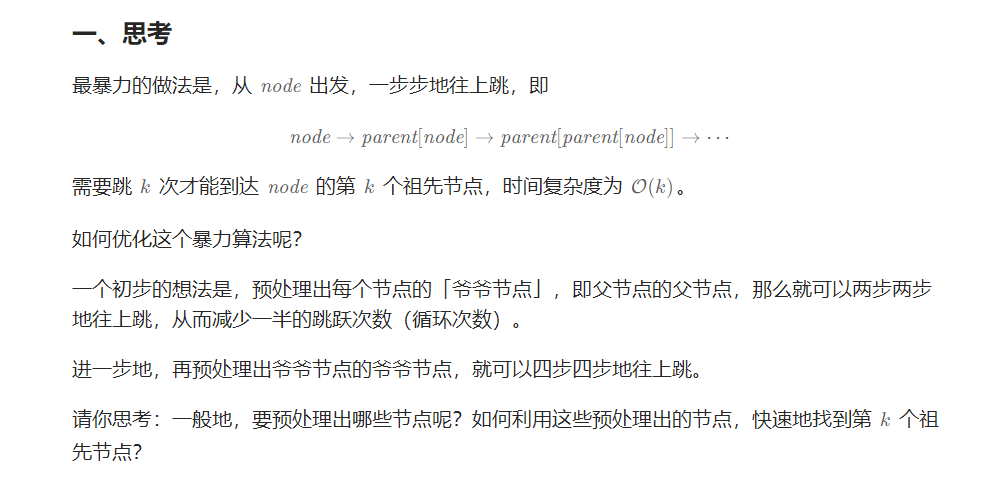 一、思考
最暴力的做法是，从 node 出发，一步步地往上跳，即
node → parent[node] → parent[parent[node]] → ⋯
需要跳 k 次才能到达 node 的第 k 个祖先节点，时间复杂度为 𝒪(k)。
如何优化这个暴力算法呢？
一个初步的想法是，预处理出每个节点的「爷爷节点」，即父节点的父节点，那么就可以两步两步
地往上跳，从而减少一半的跳跃次数（循环次数）。
进一步地，再预处理出爷爷节点的爷爷节点，就可以四步四步地往上跳。
请你思考：一般地，要预处理出哪些节点呢？如何利用这些预处理出的节点，快速地找到第 k 个祖
先节点？